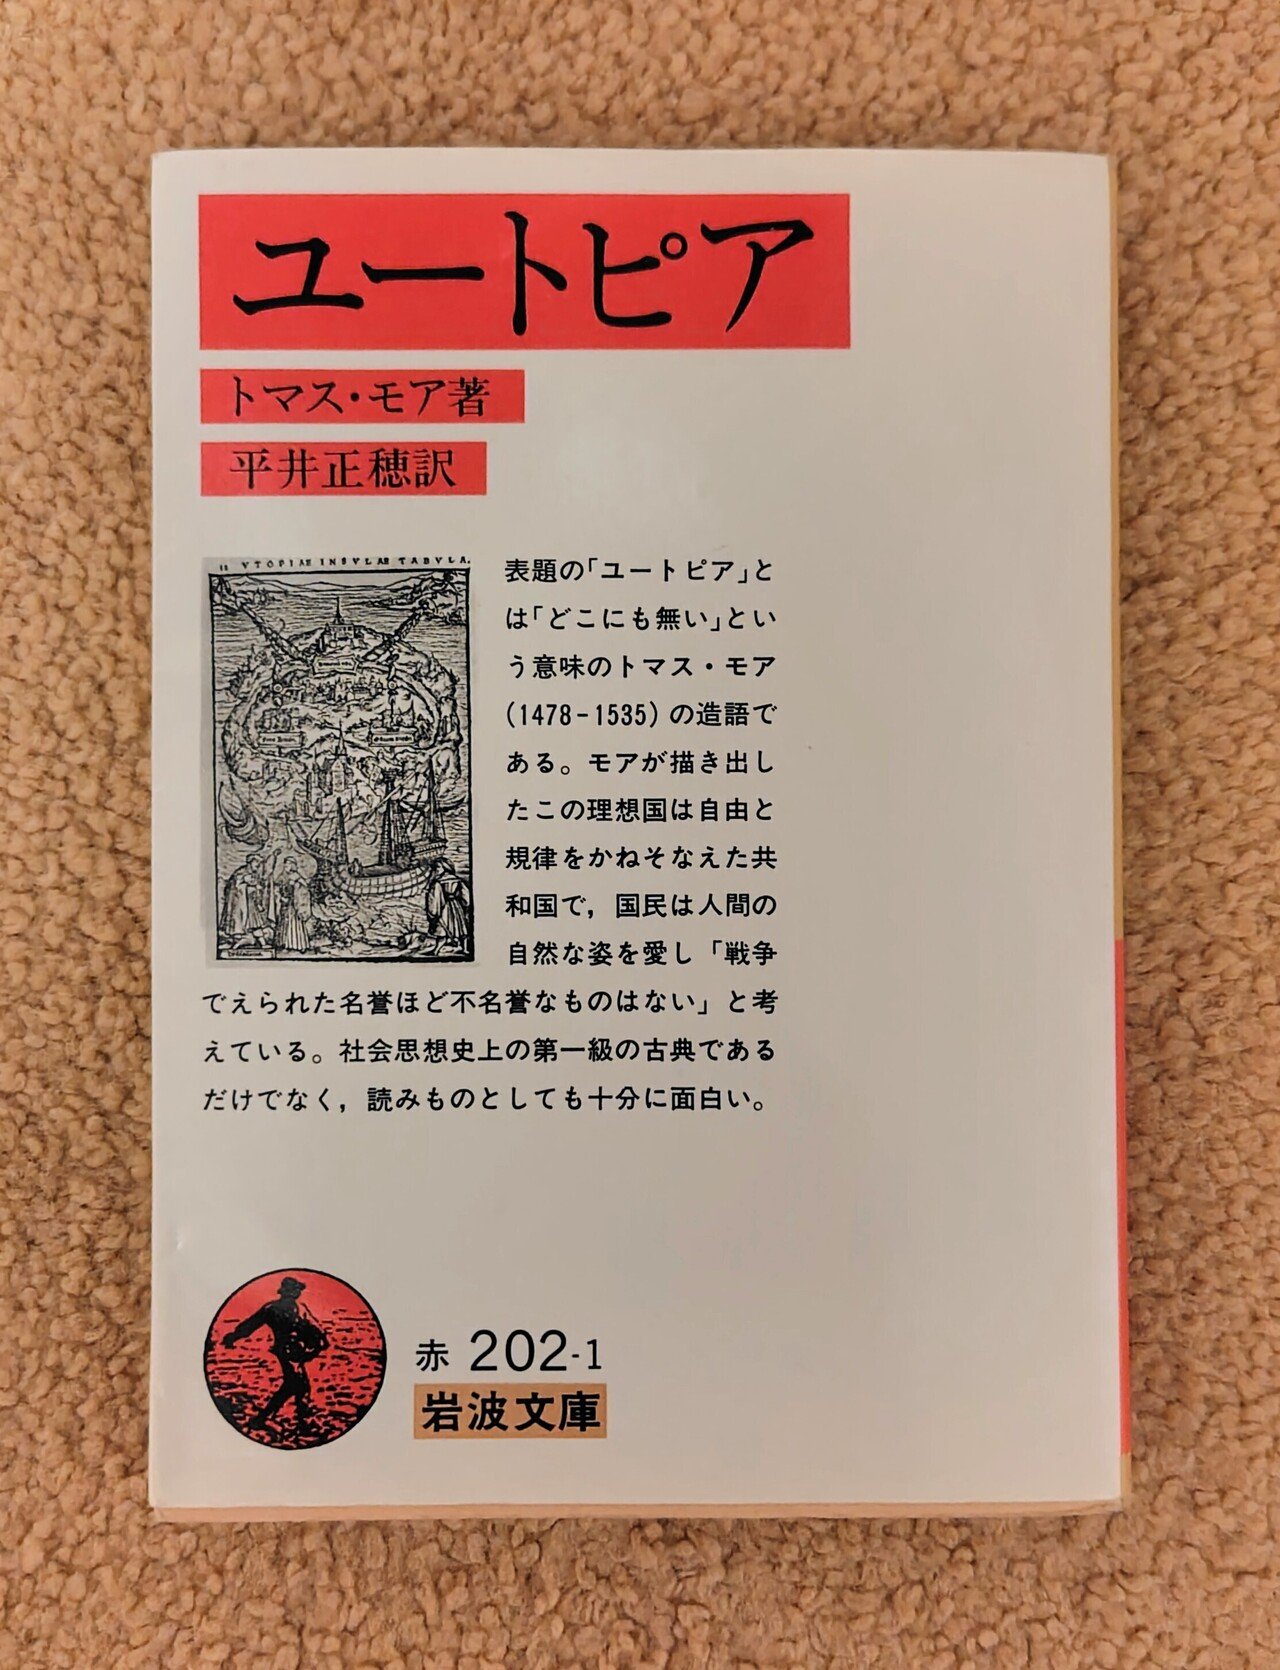 ユートピア
トマス・モア著
平井正穂訳
VTOPIAE INSVLAE TABVLA.
表題の「ユートピア」と
は「どこにも無い」とい
う意味のトマス・モア
(1478-1535)の造語で
ある。モアが描き出し
たこの理想国は自由と
規律をかねそなえた共
和国で，国民は人間の
自然な姿を愛し「戦争
でえられた名誉ほど不名誉なものはない」と考
えている。社会思想史上の第一級の古典である
だけでなく，読みものとしても十分に面白い。
赤 202-1
岩波文庫